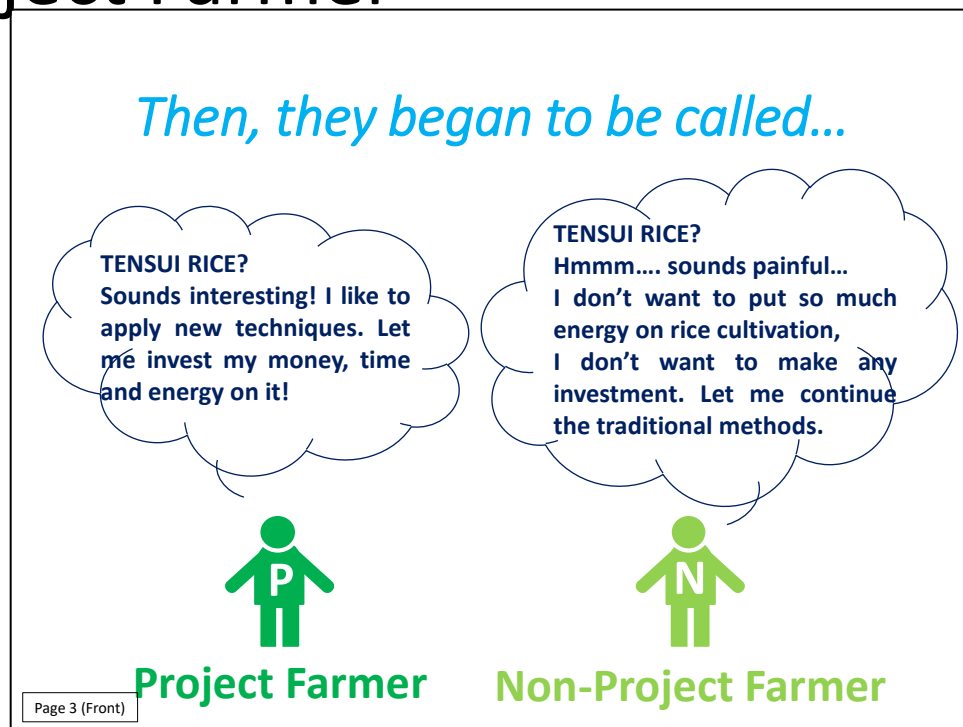 ject Farmer
Then, they began to be called…
TENSUI RICE?
Sounds interesting! I like to
apply new techniques. Let
me invest my money, time
and energy on it!
TENSUI RICE?
Hmmm…. sounds painful…
I don’t want to put so much
energy on rice cultivation,
I don’t want to make any
investment. Let me continue
the traditional methods.
P
N
Project Farmer
Non-Project Farmer
Page 3 (Front)